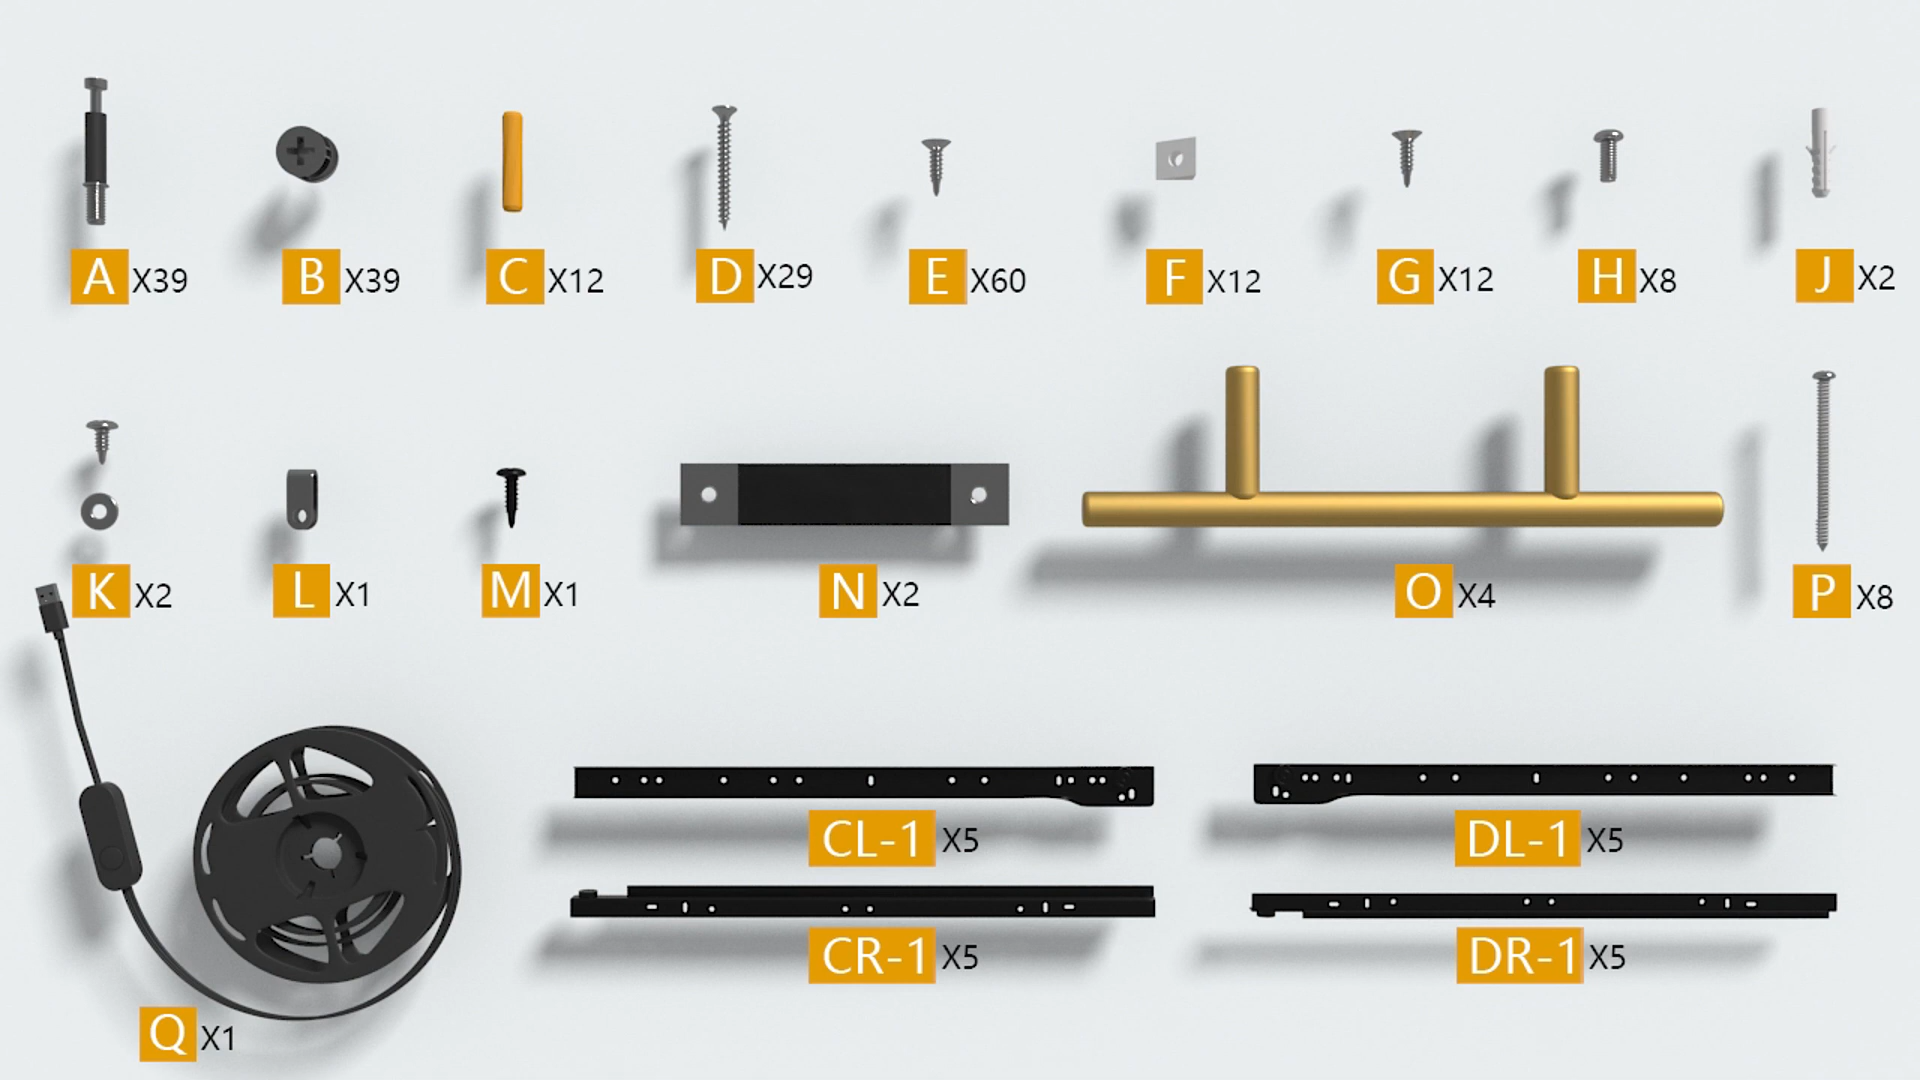 A X39
B X39
C X12
D X29
E X60
F X12
G X12
H X8
J X2
K X2
L X1
M X1
N X2
O X4
P X8
CL-1 X5
DL-1 X5
CR-1 X5
DR-1 X5
Q X1